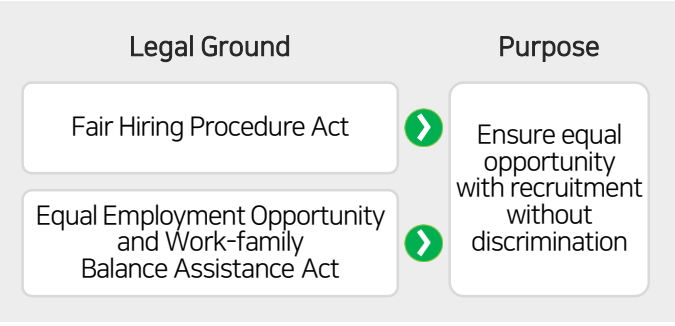 Legal Ground
Purpose
Fair Hiring Procedure Act
Equal Employment Opportunity
and Work-family
Balance Assistance Act
Ensure equal
opportunity
with recruitment
without
discrimination